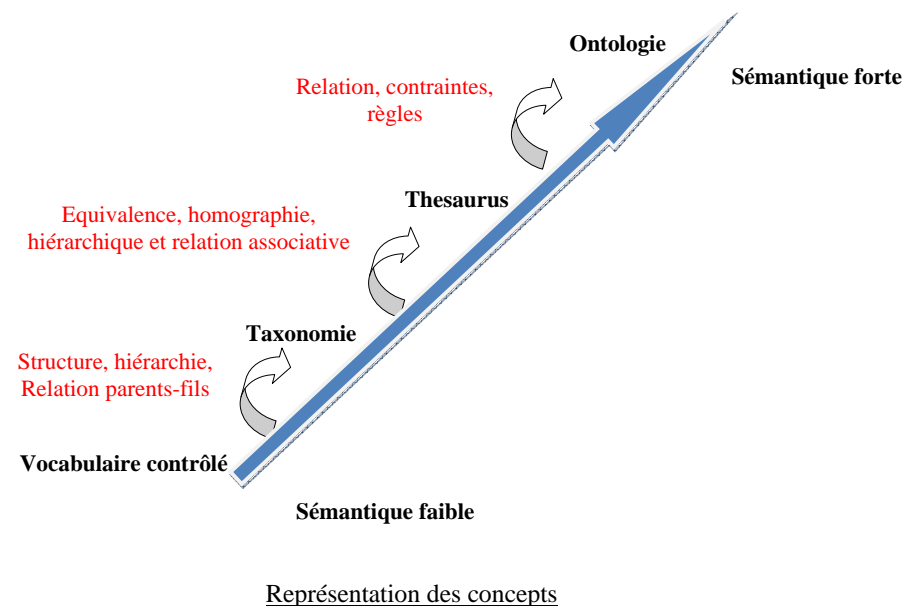 Ontologie
Sémantique forte
Relation, contraintes,
règles
Thesaurus
Equivalence, homographie,
hiérarchique et relation associative
Taxonomie
Structure, hiérarchie,
Relation parents-fils
Vocabulaire contrôlé
Sémantique faible
Représentation des concepts